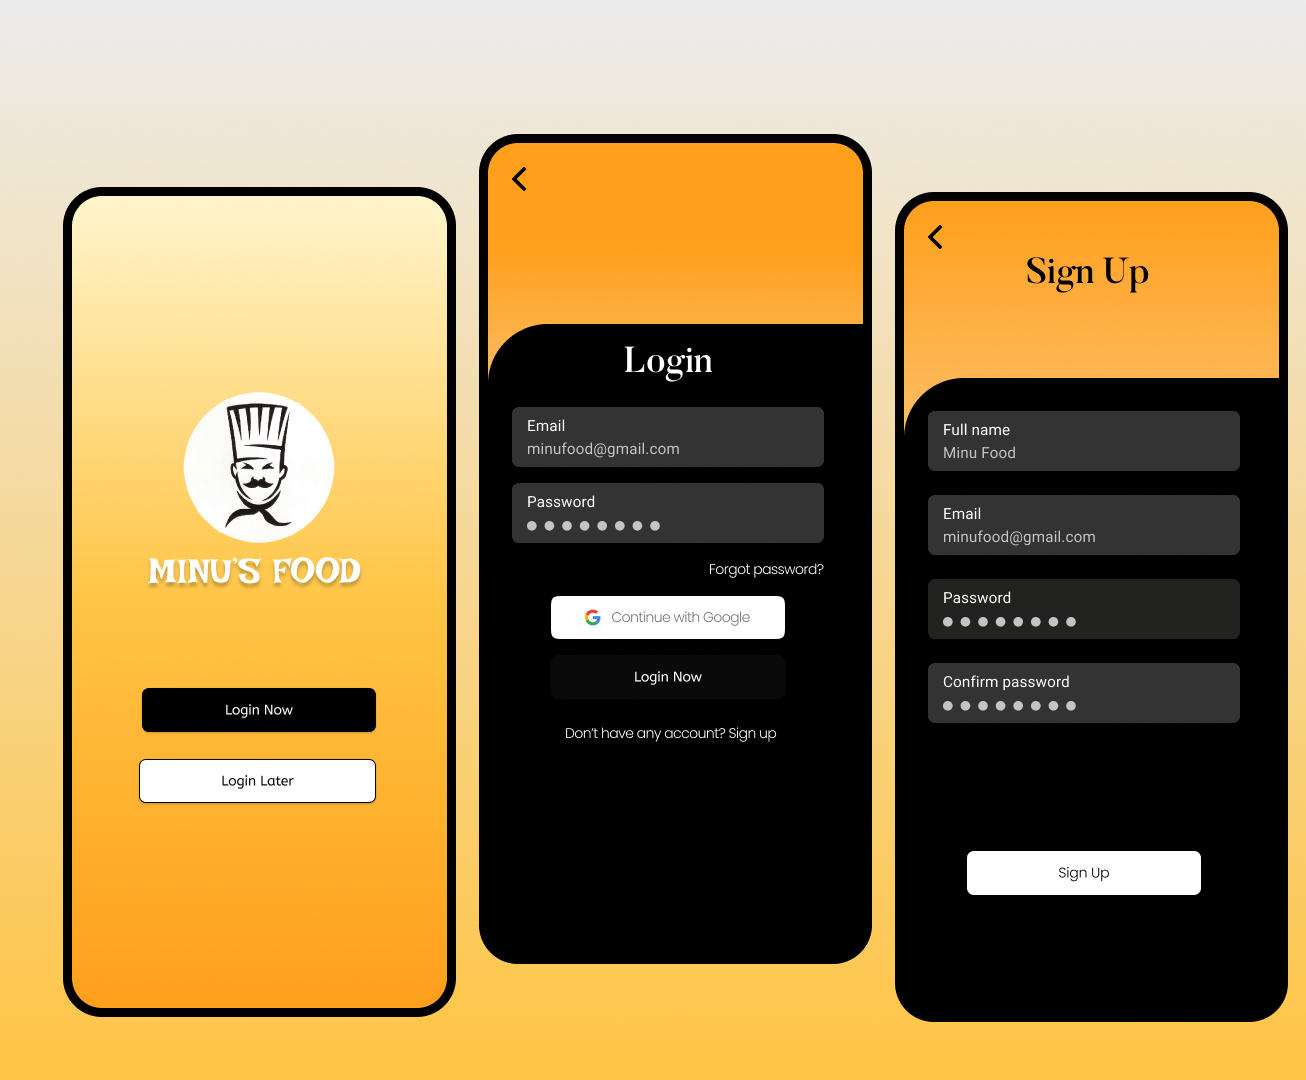 MINU'S FOOD
Login Now
Login Later
Login
Email
minufood@gmail.com
Password
Forgot password?
Continue with Google
Login Now
Don't have any account? Sign up
Sign Up
Full name
Minu Food
Email
minufood@gmail.com
Password
Confirm password
Sign Up